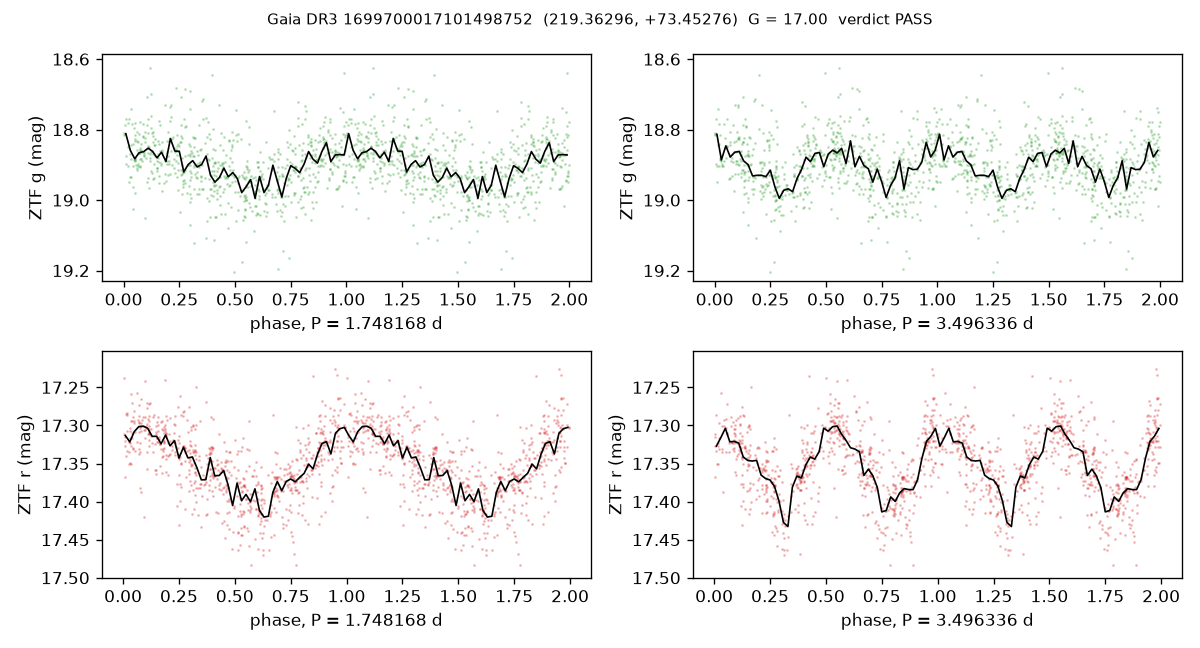 Gaia DR3 1699700017101498752 (219.36296, +73.45276) G = 17.00 verdict PASS
ZTF g (mag)
18.6
18.8
19.0
19.2
0.00 0.25 0.50 0.75 1.00 1.25 1.50 1.75 2.00
phase, P = 1.748168 d
ZTF g (mag)
18.6
18.8
19.0
19.2
0.00 0.25 0.50 0.75 1.00 1.25 1.50 1.75 2.00
phase, P = 3.496336 d
ZTF r (mag)
17.25
17.30
17.35
17.40
17.45
17.50
0.00 0.25 0.50 0.75 1.00 1.25 1.50 1.75 2.00
phase, P = 1.748168 d
ZTF r (mag)
17.25
17.30
17.35
17.40
17.45
17.50
0.00 0.25 0.50 0.75 1.00 1.25 1.50 1.75 2.00
phase, P = 3.496336 d